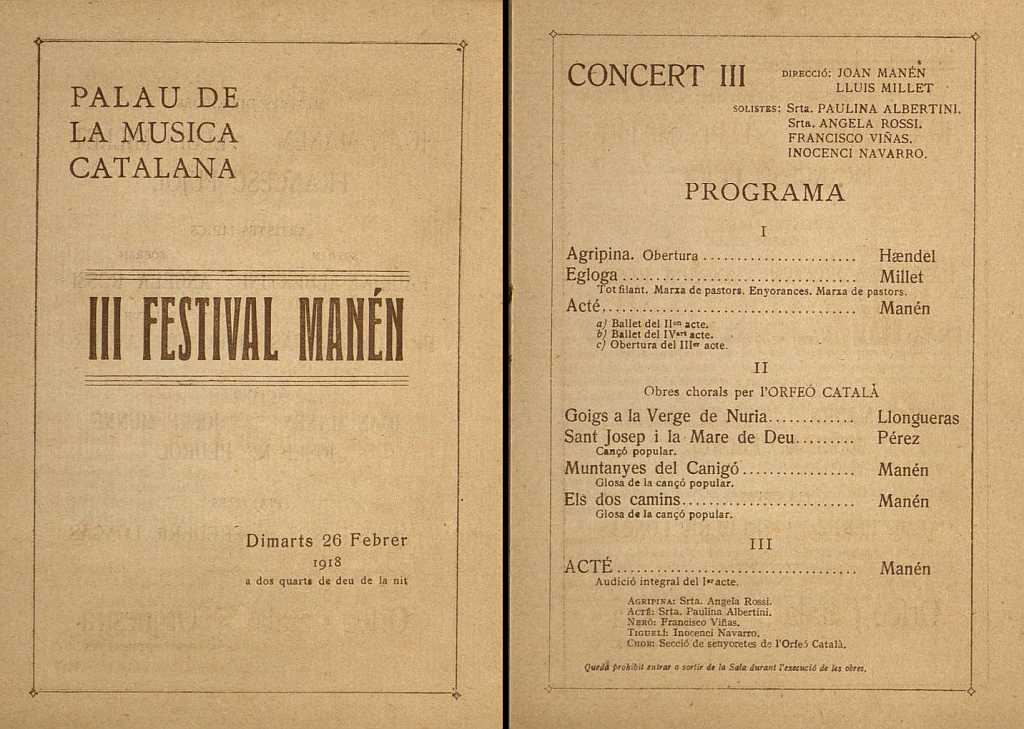 PALAU DE
LA MUSICA
CATALANA
III FESTIVAL MANÉN
Dimarts 26 Febrer
1918
a dos quarts de deu de la nit
CONCERT III
DIRECCIÓ: JOAN MANÉN
LLUIS MILLET
SOLISTES: Srta. PAULINA ALBERTINI.
Srta. ANGELA ROSSI.
FRANCISCO VIÑAS.
INOCENCI NAVARRO.
PROGRAMA
I
Agripina. Obertura ...................... Hændel
Egloga .................................. Millet
Tot filant. Marxa de pastors. Enyorances. Marxa de pastors.
Acté..................................... Manén
a) Ballet del IIon acte.
b) Ballet del IVart acte.
c) Obertura del IIIer acte.
II
Obres chorals per l'ORFEÓ CATALÀ
Goigs a la Verge de Nuria............ Llongueras
Sant Josep i la Mare de Deu......... Pérez
Cançó popular.
Muntanyes del Canigó................ Manén
Glosa de la cançó popular.
Els dos camins......................... Manén
Glosa de la cançó popular.
III
ACTÉ .................................. Manén
Audició integral del Ier acte.
AGRIPINA: Srta. Angela Rossi.
ACTÉ: Srta. Paulina Albertini.
NERÓ: Francisco Viñas.
TIGUELÍ: Inocenci Navarro.
CHOR: Secció de senyoretes de l'Orfeó Català.
Queda prohibit entrar o sortir de la Sala durant l'execució de les obres.